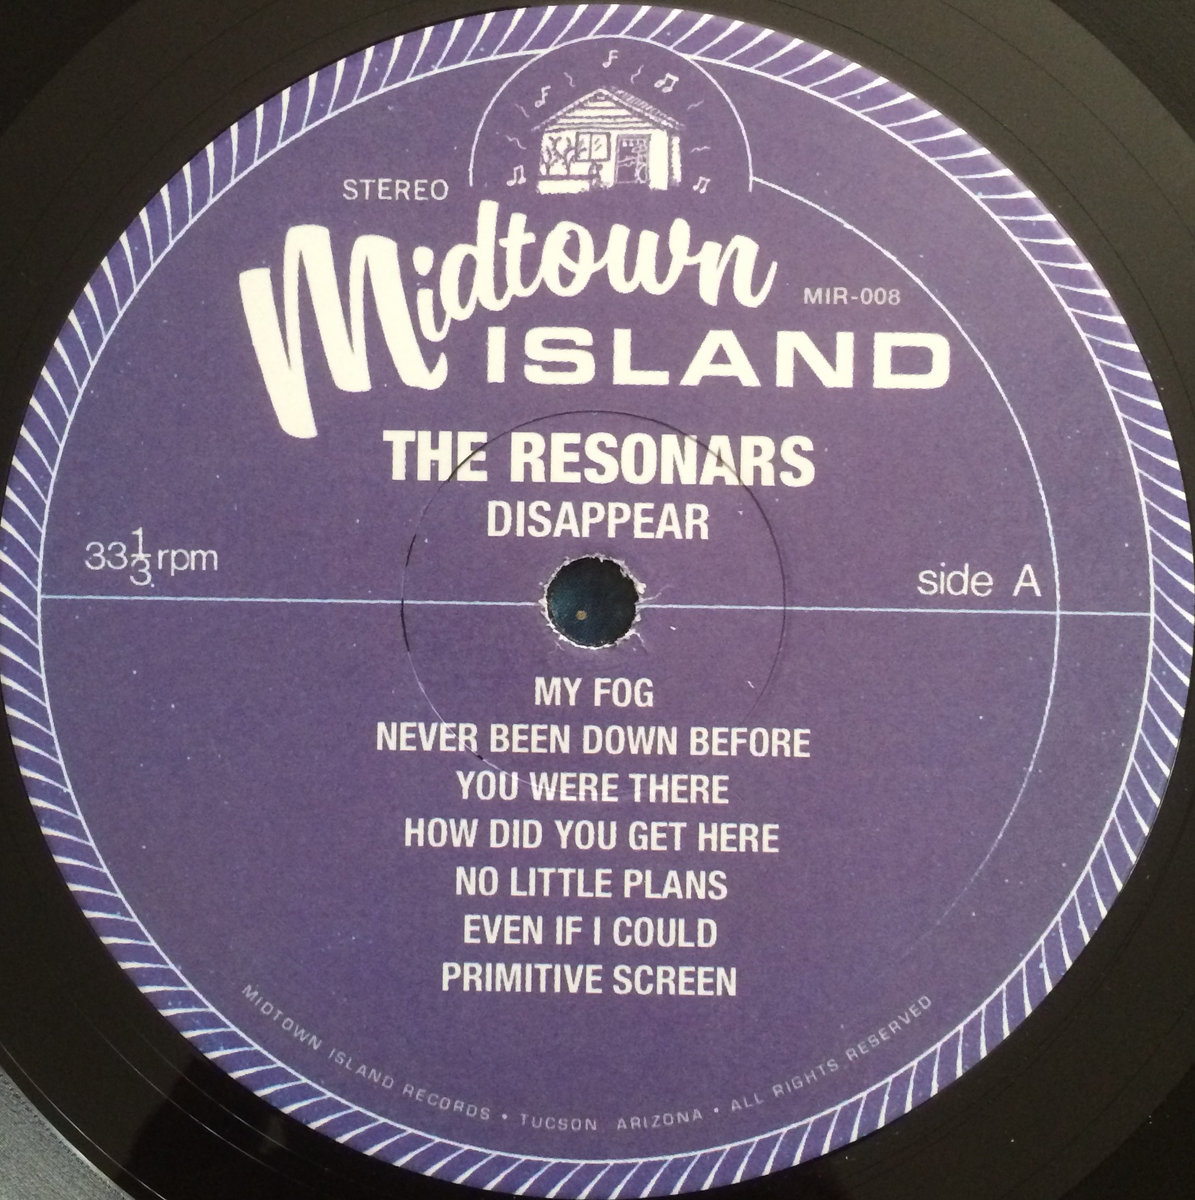 STEREO
Midtown
MIR-008
ISLAND
THE RESONARS
DISAPPEAR
33 1/3 rpm
side A
MY FOG
NEVER BEEN DOWN BEFORE
YOU WERE THERE
HOW DID YOU GET HERE
NO LITTLE PLANS
EVEN IF I COULD
PRIMITIVE SCREEN
MIDTOWN ISLAND RECORDS • TUCSON, ARIZONA • ALL RIGHTS RESERVED